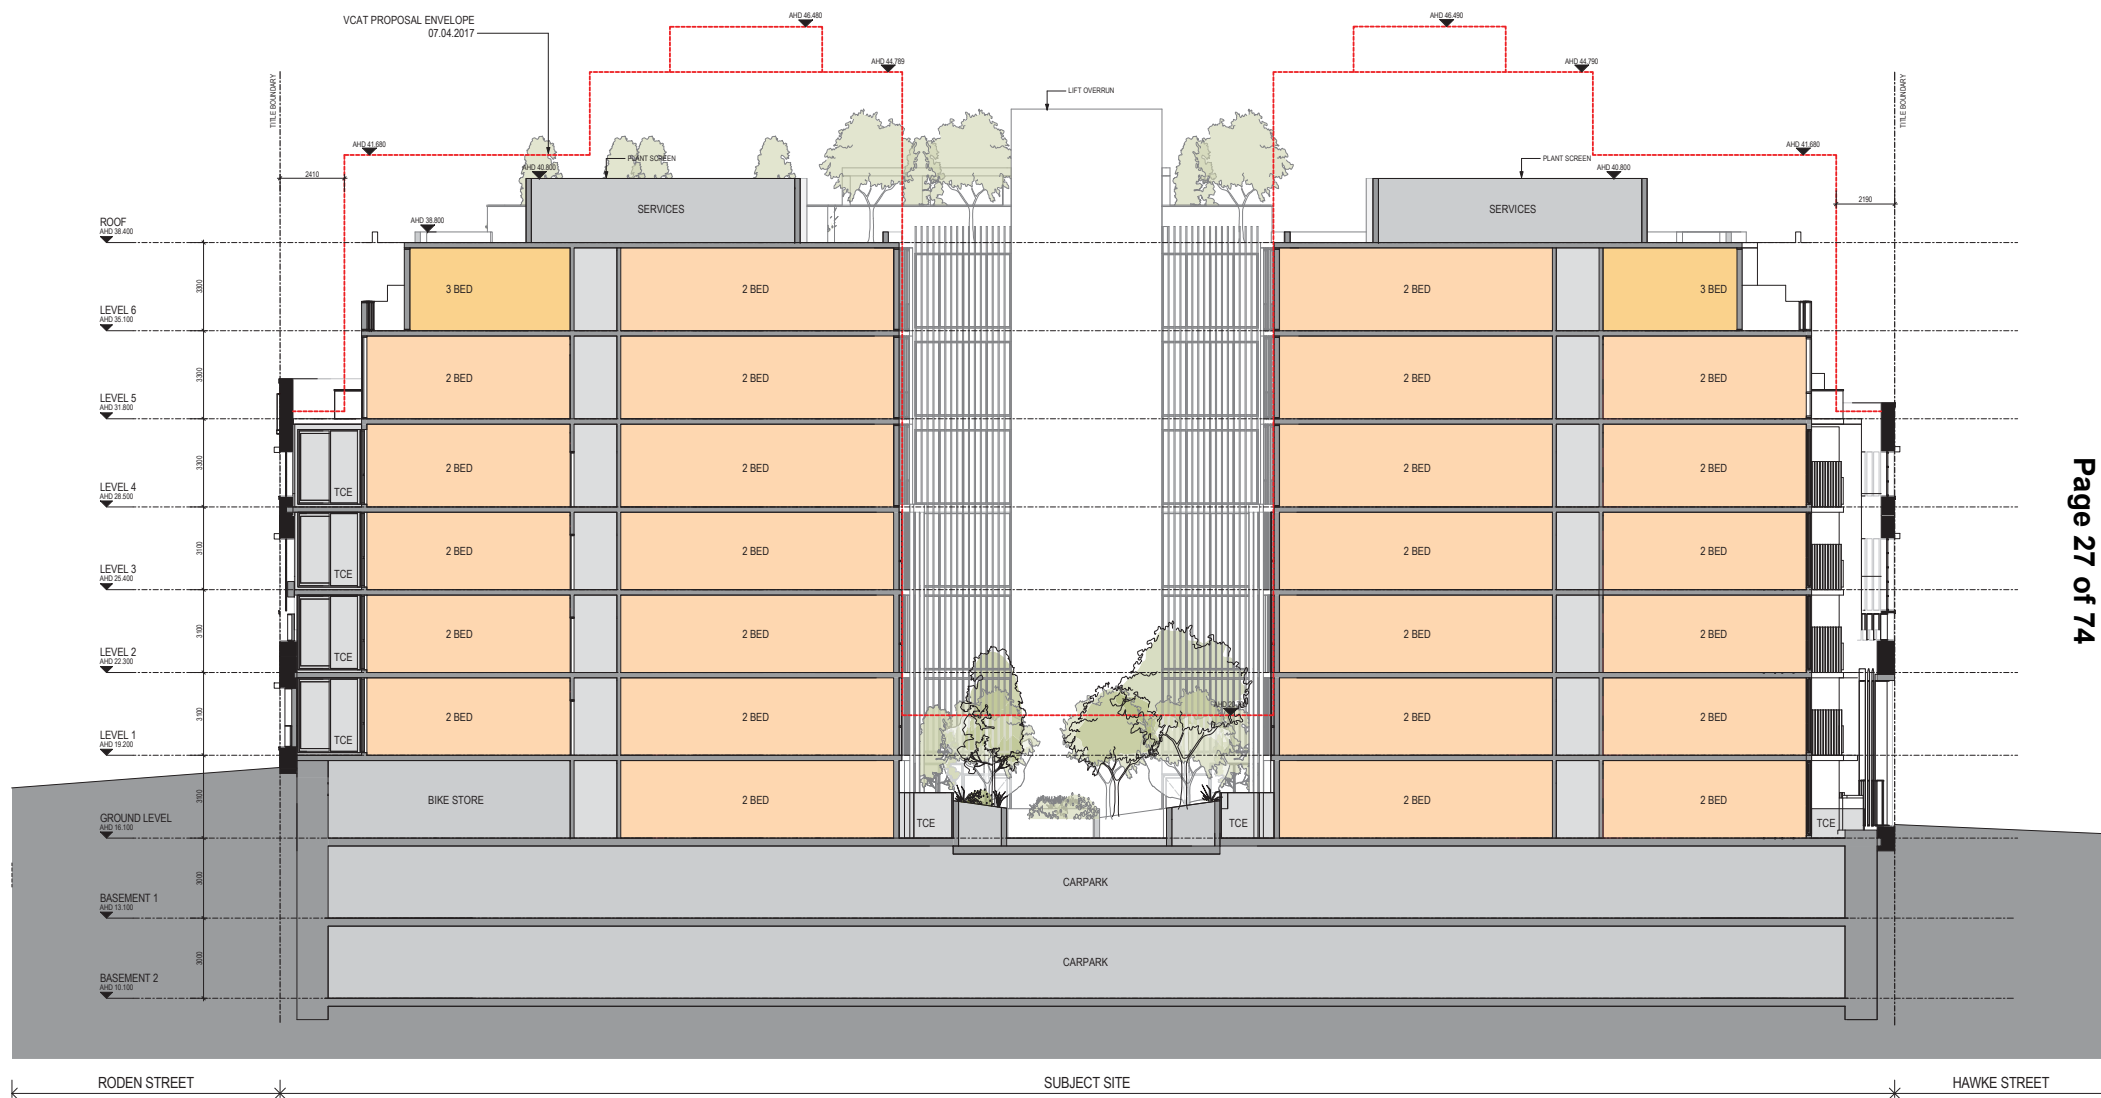 VCAT PROPOSAL ENVELOPE
07.04.2017
AHD 46.480
AHD 46.490
AHD 44.789
AHD 44.790
TITLE BOUNDARY
TITLE BOUNDARY
LIFT OVERRUN
AHD 41.680
AHD 41.680
PLANT SCREEN
PLANT SCREEN
AHD 40.800
AHD 40.800
2410
2190
SERVICES
SERVICES
AHD 38.800
ROOF
AHD 38.400
3300
3 BED
2 BED
2 BED
3 BED
LEVEL 6
AHD 35.100
3300
2 BED
2 BED
2 BED
2 BED
LEVEL 5
AHD 31.800
3300
2 BED
2 BED
2 BED
2 BED
TCE
LEVEL 4
AHD 28.500
3100
2 BED
2 BED
2 BED
2 BED
TCE
LEVEL 3
AHD 25.400
3100
2 BED
2 BED
2 BED
2 BED
TCE
LEVEL 2
AHD 22.300
3100
2 BED
2 BED
2 BED
2 BED
TCE
LEVEL 1
AHD 19.200
3100
BIKE STORE
2 BED
2 BED
2 BED
TCE
TCE
TCE
GROUND LEVEL
AHD 16.100
3000
CARPARK
BASEMENT 1
AHD 13.100
3000
CARPARK
BASEMENT 2
AHD 10.100
RODEN STREET
SUBJECT SITE
HAWKE STREET
Page 27 of 74